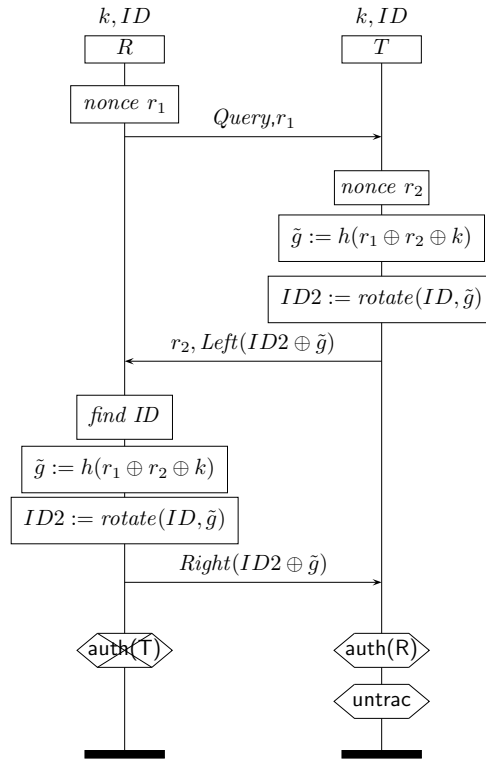 k, ID k, ID
R T
nonce r₁
Query,r₁
nonce r₂
g̃ := h(r₁ ⊕ r₂ ⊕ k)
ID2 := rotate(ID, g̃)
r₂, Left(ID2 ⊕ g̃)
find ID
g̃ := h(r₁ ⊕ r₂ ⊕ k)
ID2 := rotate(ID, g̃)
Right(ID2 ⊕ g̃)
auth(T) auth(R)
untrac